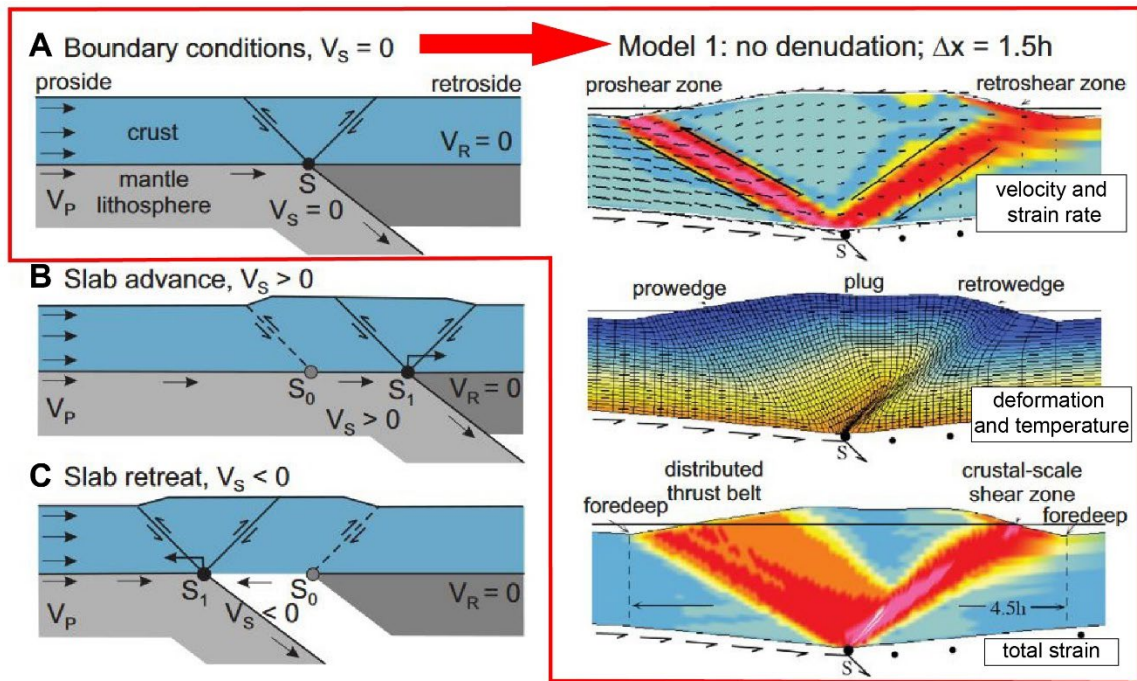 A Boundary conditions, VS = 0
proside
retroside
crust
VR = 0
mantle
lithosphere
VP
S
VS = 0
B Slab advance, VS > 0
S0
S1
VR = 0
VP
VS > 0
C Slab retreat, VS < 0
S1
S0
VR = 0
VP
VS < 0
Model 1: no denudation; Δx = 1.5h
proshear zone
retroshear zone
velocity and
strain rate
S
prowedge
plug
retrowedge
deformation
and temperature
S
distributed
thrust belt
crustal-scale
shear zone
foredeep
foredeep
4.5h
total strain
S